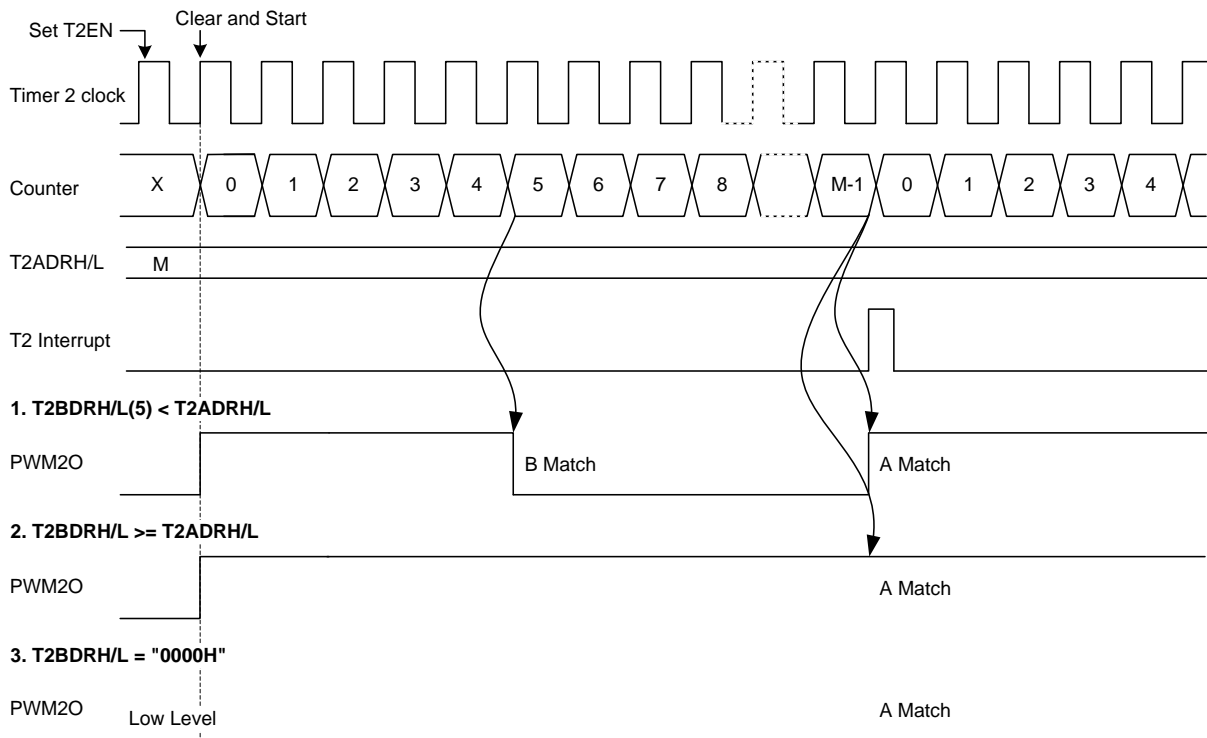 Set T2EN
Clear and Start
Timer 2 clock
Counter X 0 1 2 3 4 5 6 7 8 M-1 0 1 2 3 4
T2ADRH/L M
T2 Interrupt
1. T2BDRH/L(5) < T2ADRH/L
PWM2O B Match A Match
2. T2BDRH/L >= T2ADRH/L
PWM2O A Match
3. T2BDRH/L = "0000H"
PWM2O Low Level A Match